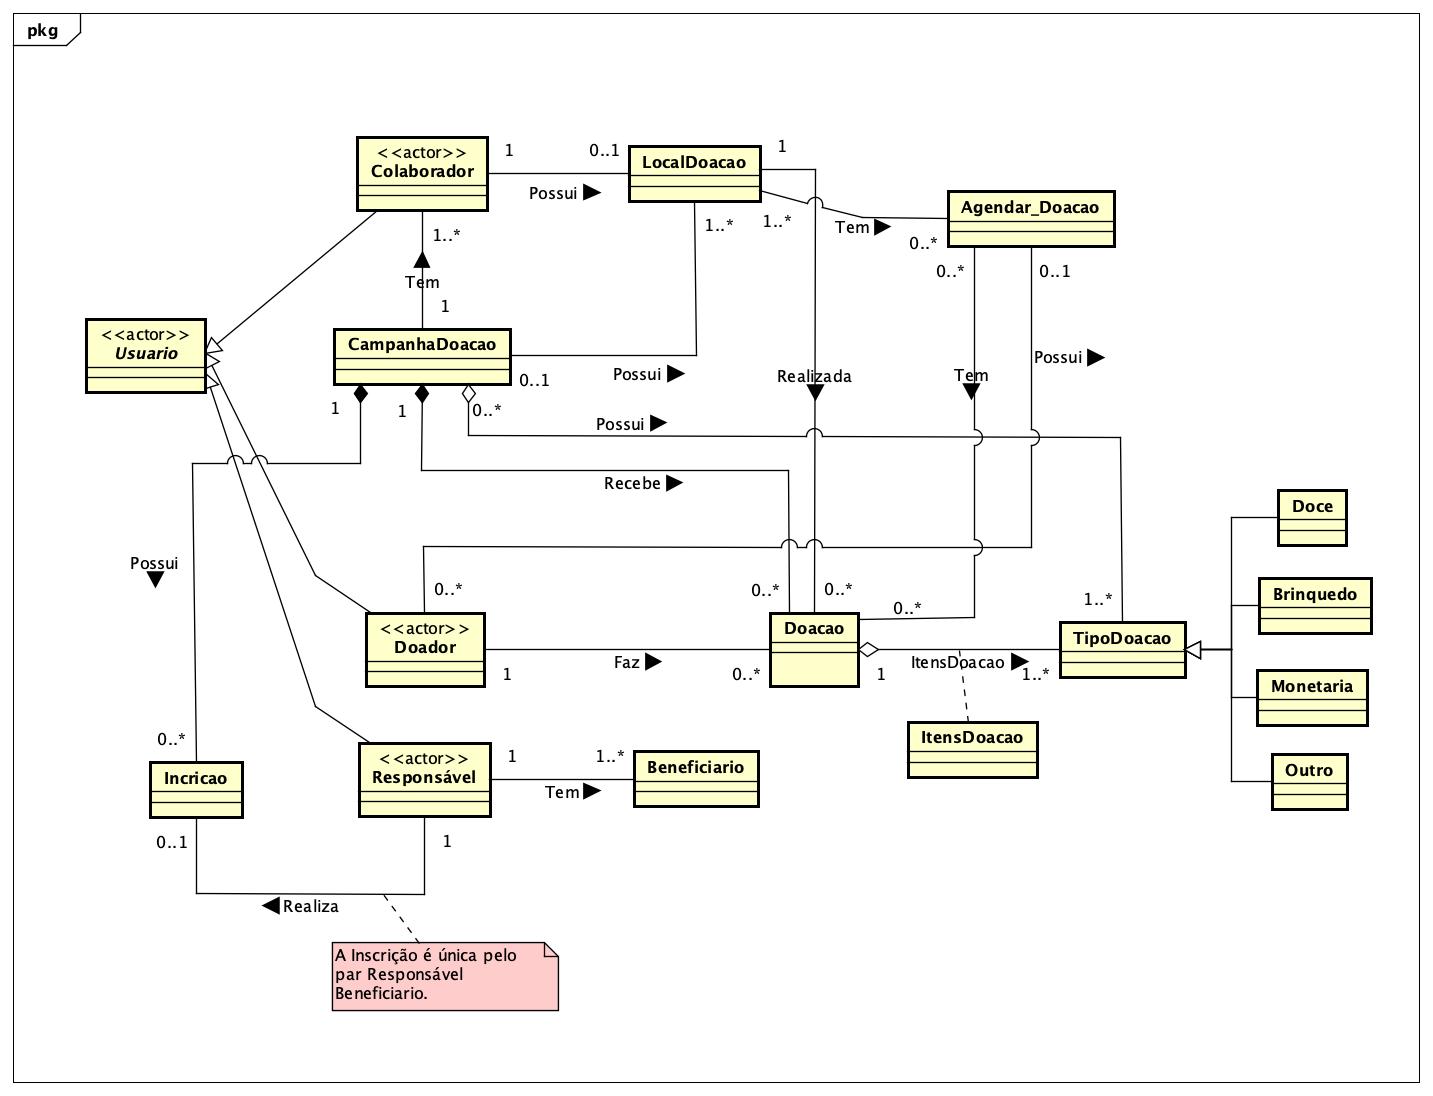 pkg
<<actor>>
Colaborador
1
0..1
Possui
LocalDoacao
1
1..*
1..*
Tem
0..*
Agendar_Doacao
0..*
0..1
1..*
Tem
1
<<actor>>
Usuario
CampanhaDoacao
0..1
Possui
Realizada
Tem
Possui
1
1
0..*
Possui
Recebe
Doce
Possui
0..*
0..*
0..*
0..*
1..*
Brinquedo
<<actor>>
Doador
1
Faz
0..*
Doacao
1
ItensDoacao
1..*
TipoDoacao
Monetaria
ItensDoacao
Outro
0..*
Incricao
0..1
<<actor>>
Responsável
1
1..*
Tem
Beneficiario
1
Realiza
A Inscrição é única pelo
par Responsável
Beneficiario.